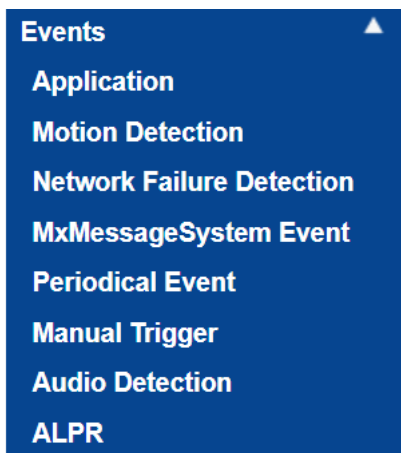 Events
Application
Motion Detection
Network Failure Detection
MxMessageSystem Event
Periodical Event
Manual Trigger
Audio Detection
ALPR